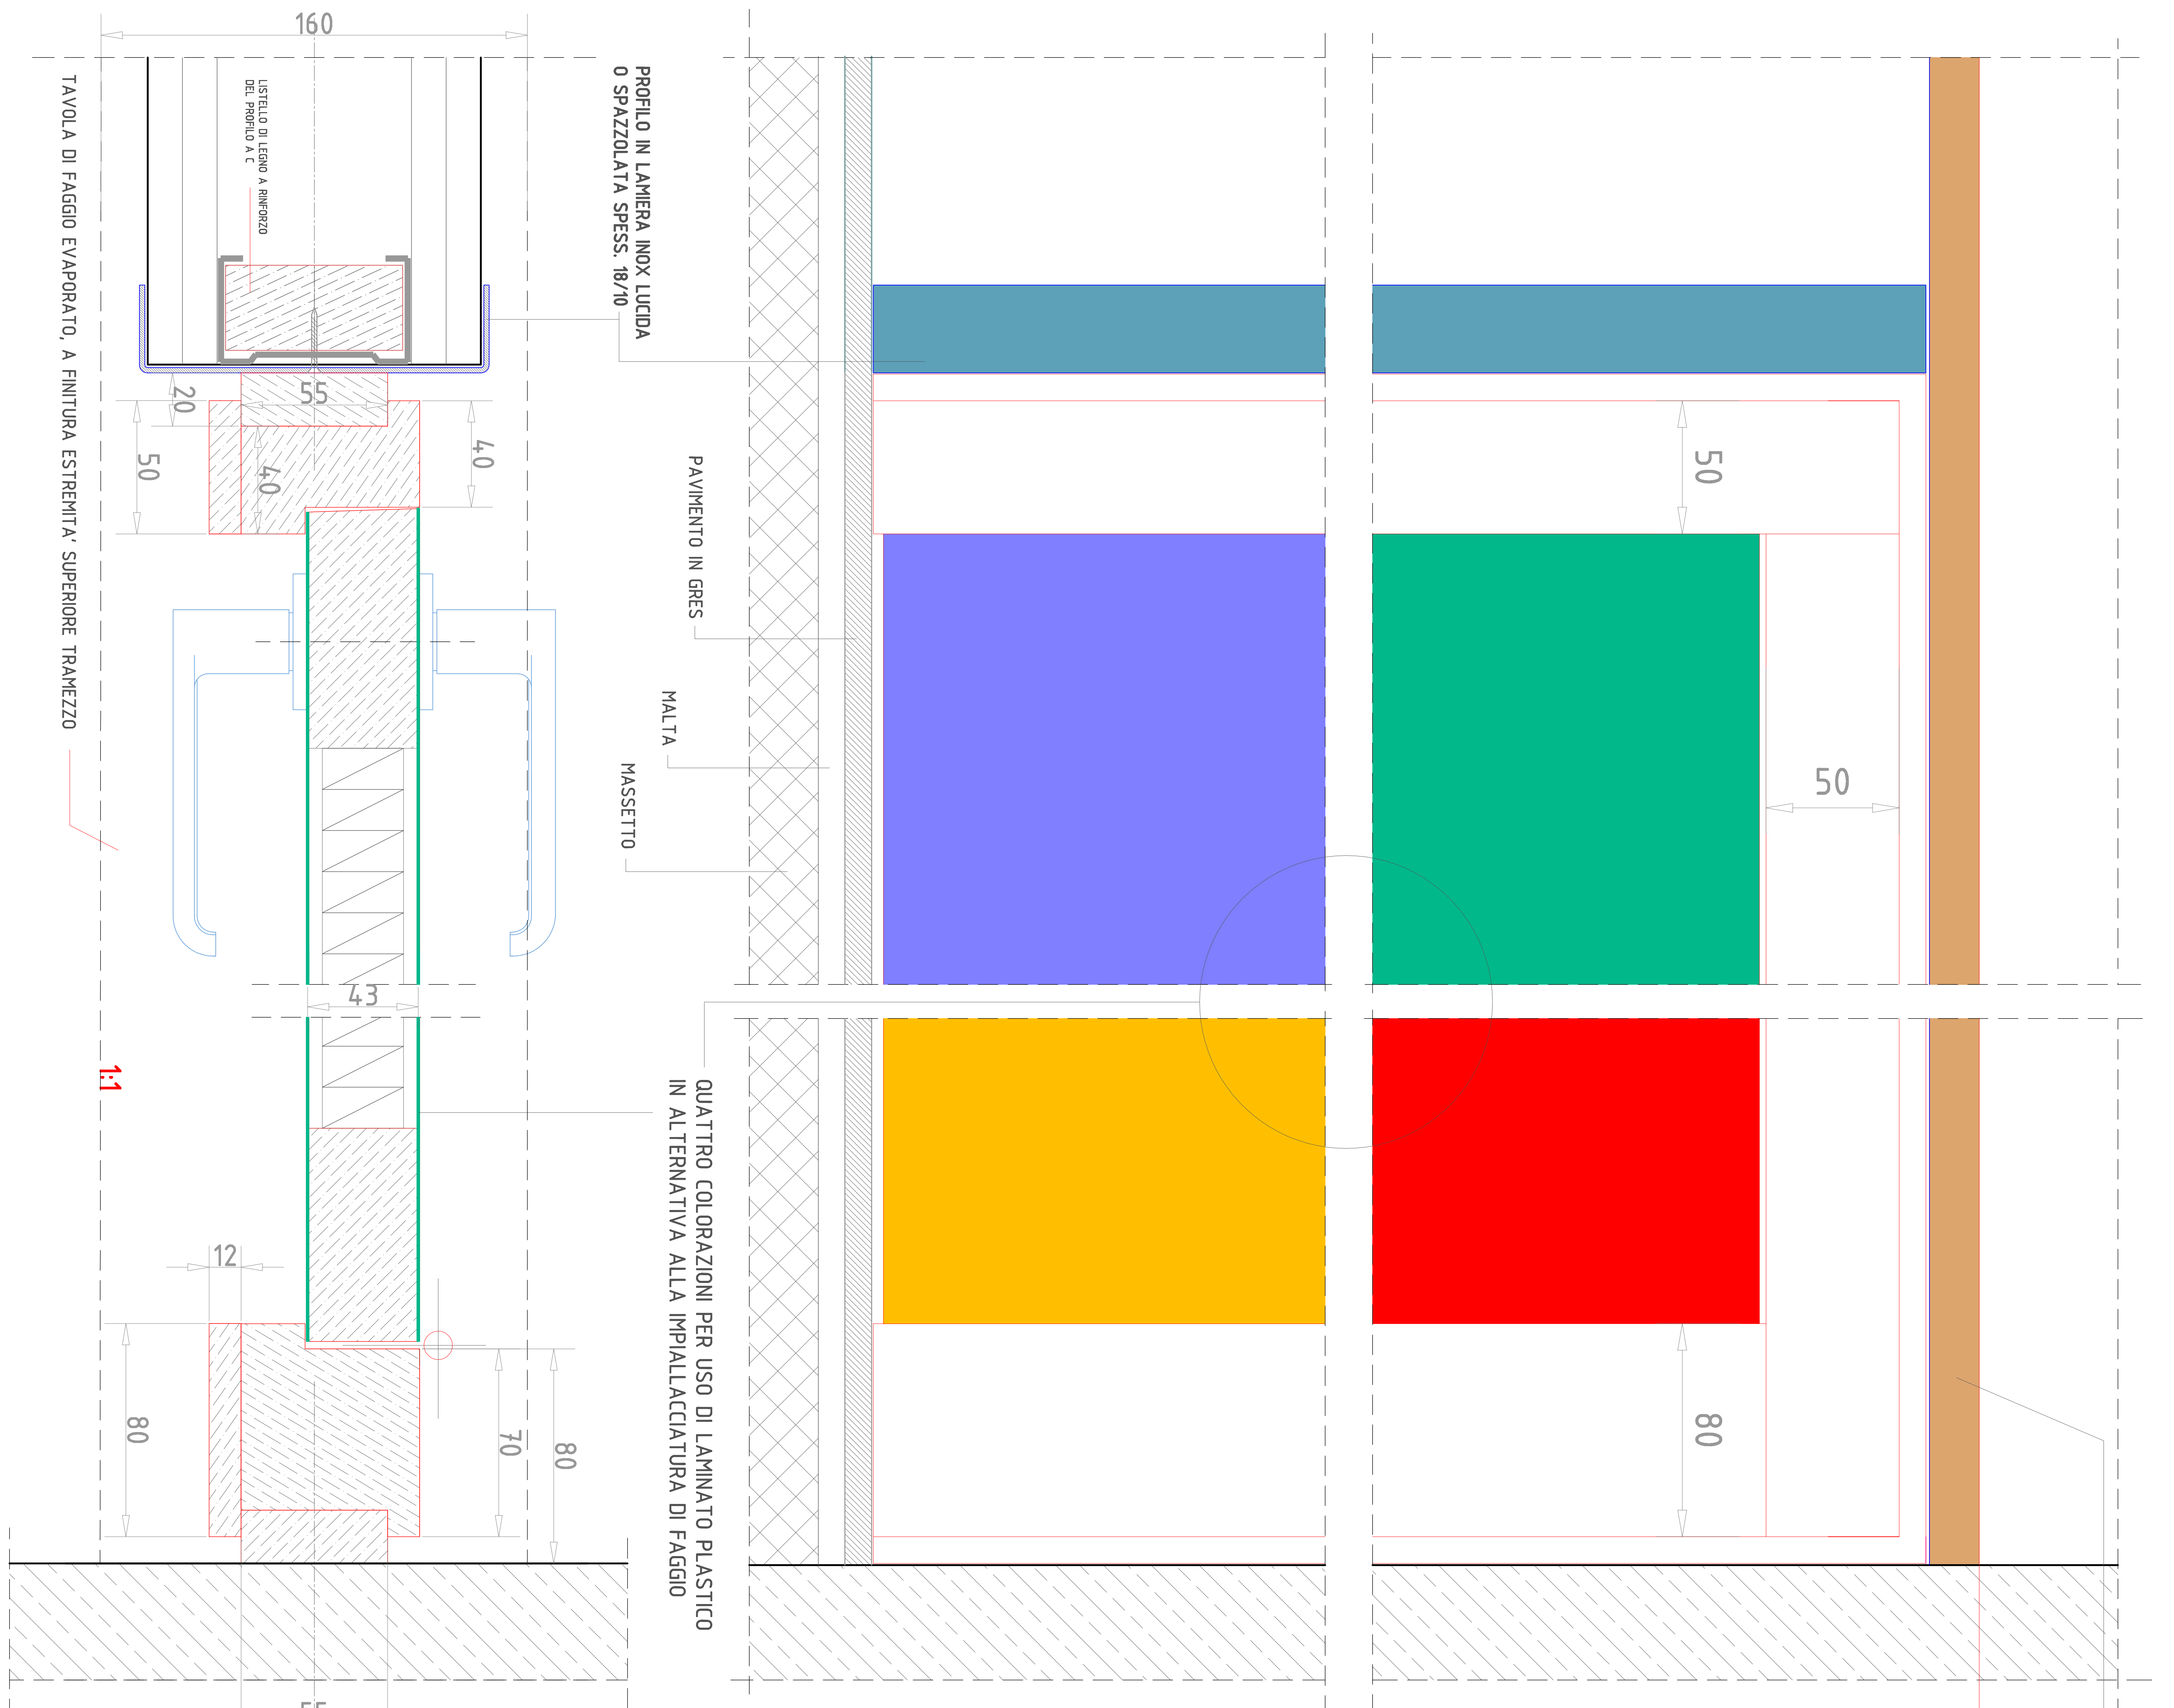 160
TAVOLA DI FAGGIO EVAPORATO, A FINITURA ESTREMITA' SUPERIORE TRAMEZZO
LISTELLO DI LEGNO A RINFORZO
DEL PROFILO A C
PROFILO IN LAMIERA INOX LUCIDA
O SPAZZOLATA SPESS. 18/10
20
55
50
40
40
50
PAVIMENTO IN GRES
MALTA
MASSETTO
50
43
1:1
QUATTRO COLORAZIONI PER USO DI LAMINATO PLASTICO
IN ALTERNATIVA ALLA IMPIALLACCIATURA DI FAGGIO
12
80
70
80
80